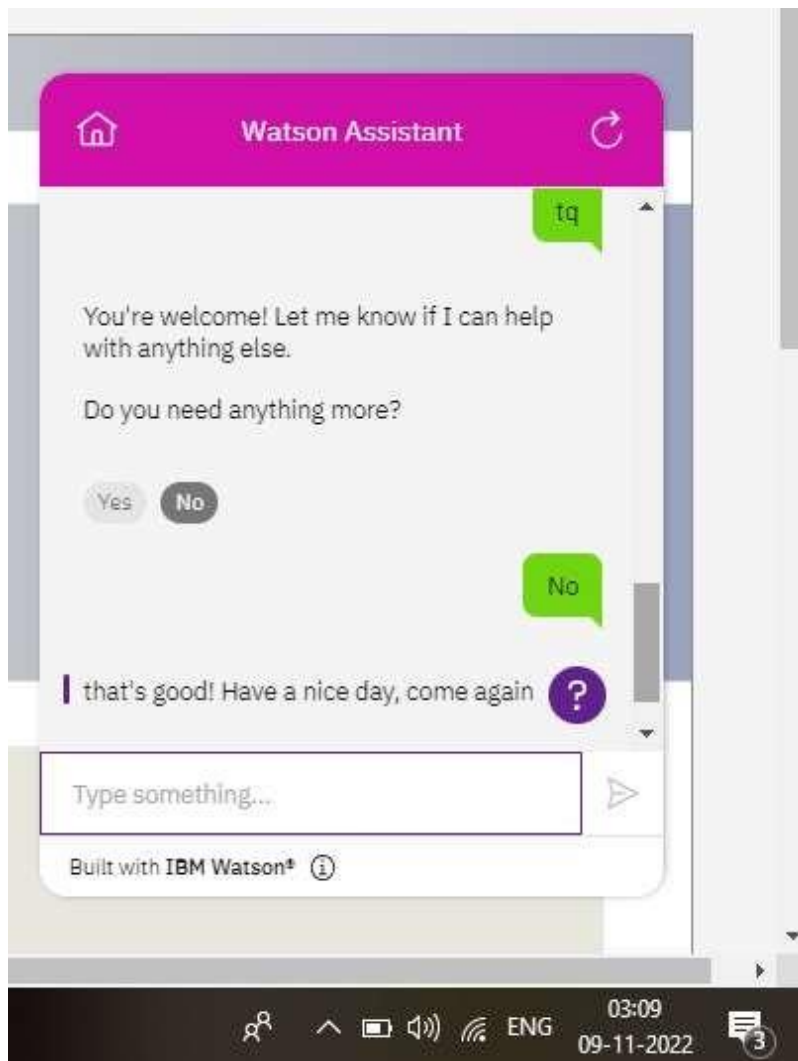 Watson Assistant
tq
You're welcome! Let me know if I can help
with anything else.
Do you need anything more?
Yes No
No
that's good! Have a nice day, come again
?
Type something...
Built with IBM Watson®
ENG
03:09
09-11-2022
3